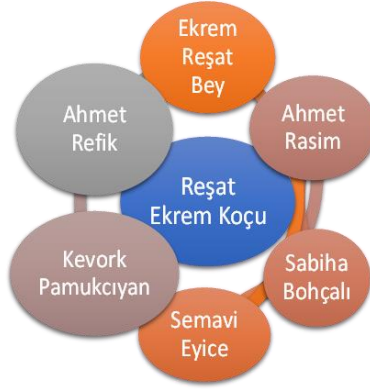 Ekrem
Reşat
Bey
Ahmet
Refik
Ahmet
Rasim
Reşat
Ekrem Koçu
Kevork
Pamukcıyan
Sabiha
Bohçalı
Semavi
Eyice